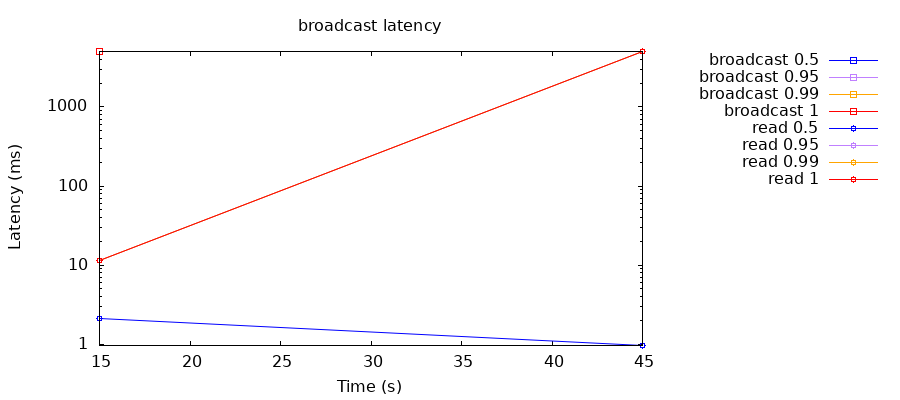 broadcast latency
broadcast 0.5
broadcast 0.95
broadcast 0.99
broadcast 1
read 0.5
read 0.95
read 0.99
read 1
Latency (ms)
1000
100
10
1
15 20 25 30 35 40 45
Time (s)